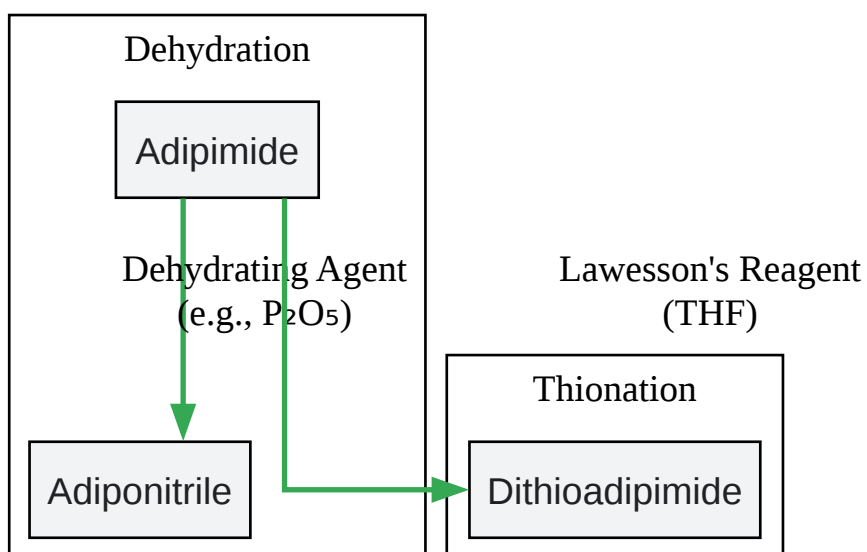 Dehydration
Adipimide
Dehydrating Agent
(e.g., P₂O₅)
Lawesson's Reagent
(THF)
Thionation
Adiponitrile
Dithioadipimide